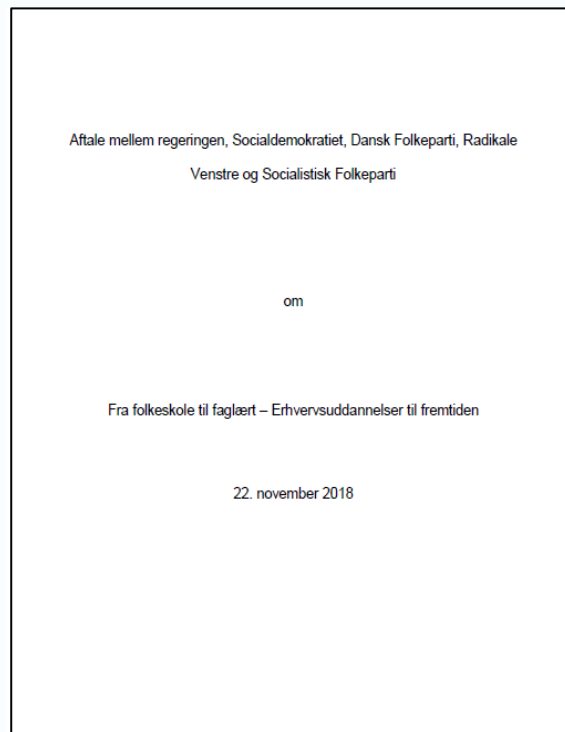 Aftale mellem regeringen, Socialdemokratiet, Dansk Folkeparti, Radikale
Venstre og Socialistisk Folkeparti
om
Fra folkeskole til faglært – Erhvervsuddannelser til fremtiden
22. november 2018